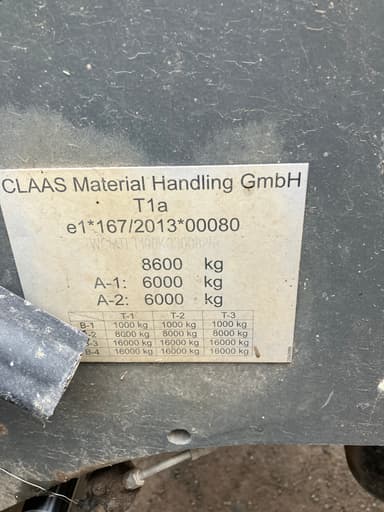 CLAAS Material Handling GmbH
T1a
e1*167/2013*00080
8600 kg
A-1: 6000 kg
A-2: 6000 kg
T-1 T-2 T-3
B-1 1000 kg 1000 kg 1000 kg
8000 kg 8000 kg 8000 kg
16000 kg 16000 kg 16000 kg
B-4 16000 kg 16000 kg 16000 kg